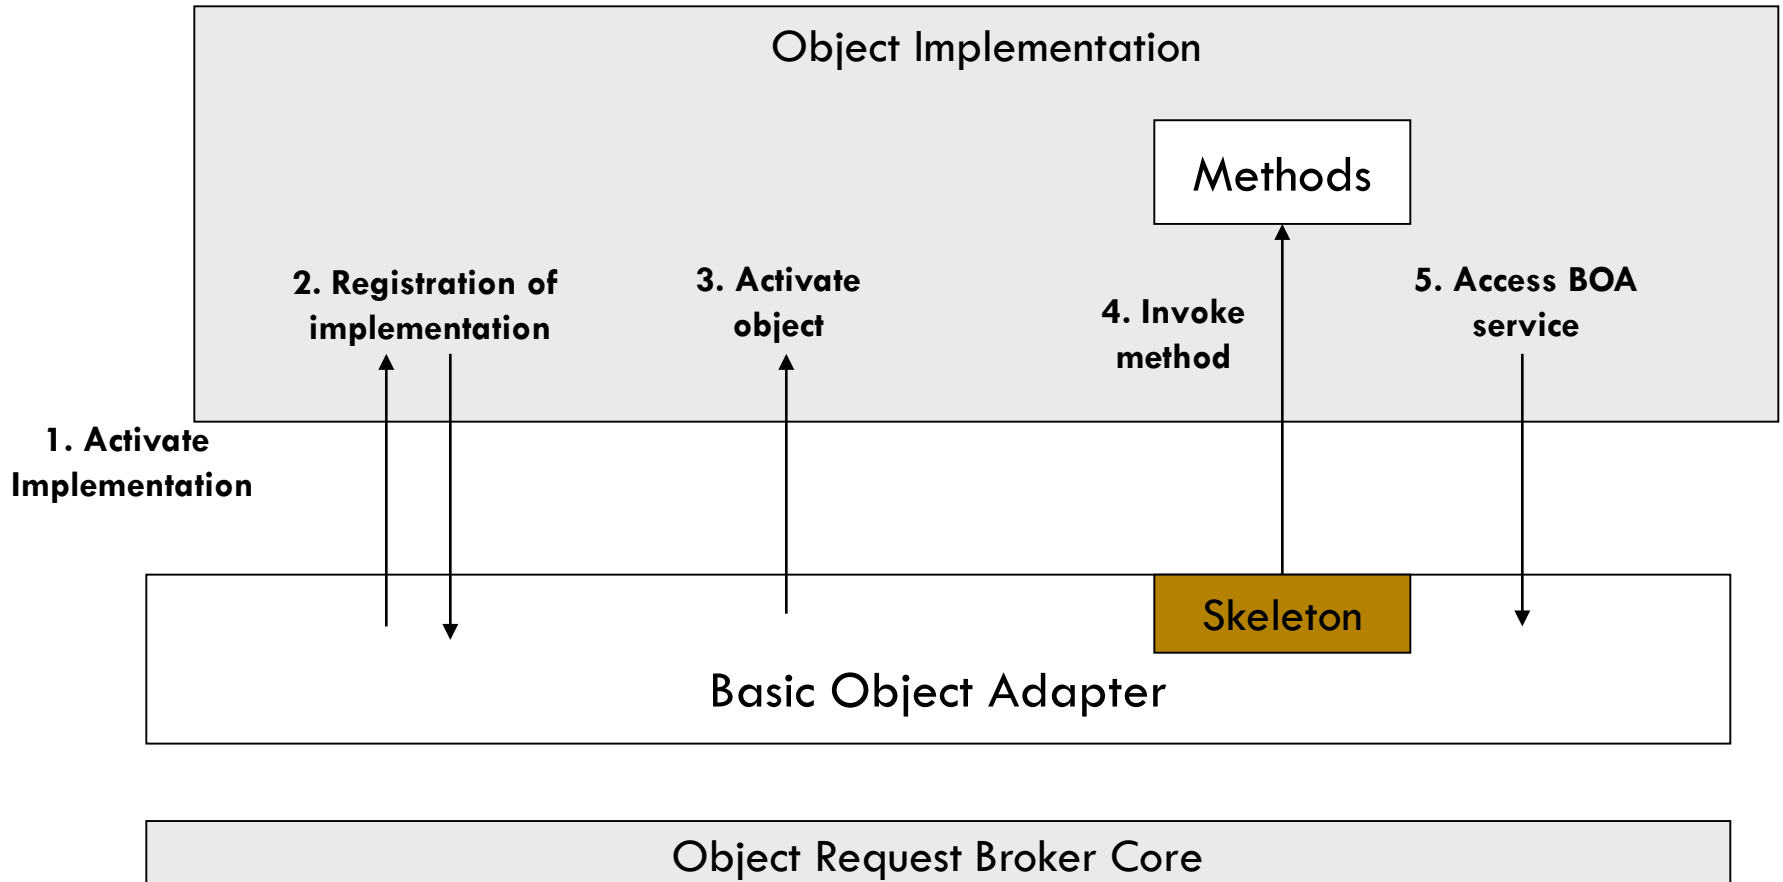 Object Implementation
Methods
2. Registration of
implementation
3. Activate
object
4. Invoke
method
5. Access BOA
service
1. Activate
Implementation
Skeleton
Basic Object Adapter
Object Request Broker Core